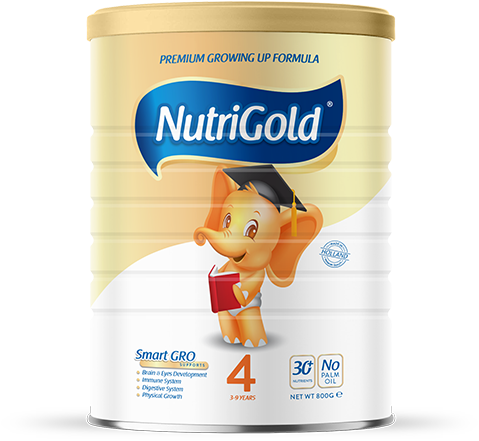 PREMIUM GROWING UP FORMULA
NutriGold®
HOLLAND
Smart GRO
SUPPORTS
Brain & Eyes Development
Immune System
Digestive System
Physical Growth
4
3-9 YEARS
30+
NUTRIENTS
No
PALM
OIL
NET WT 800G ℮